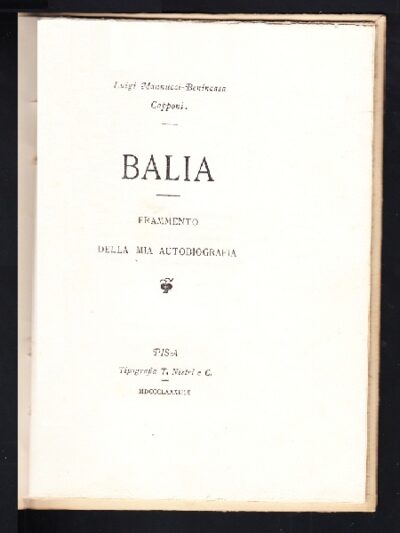 Luigi Mannucci-Benincasa
Capponi.
BALIA
FRAMMENTO
DELLA MIA AUTOBIOGRAFIA
PISA
Tipografia T. Nistri e C.